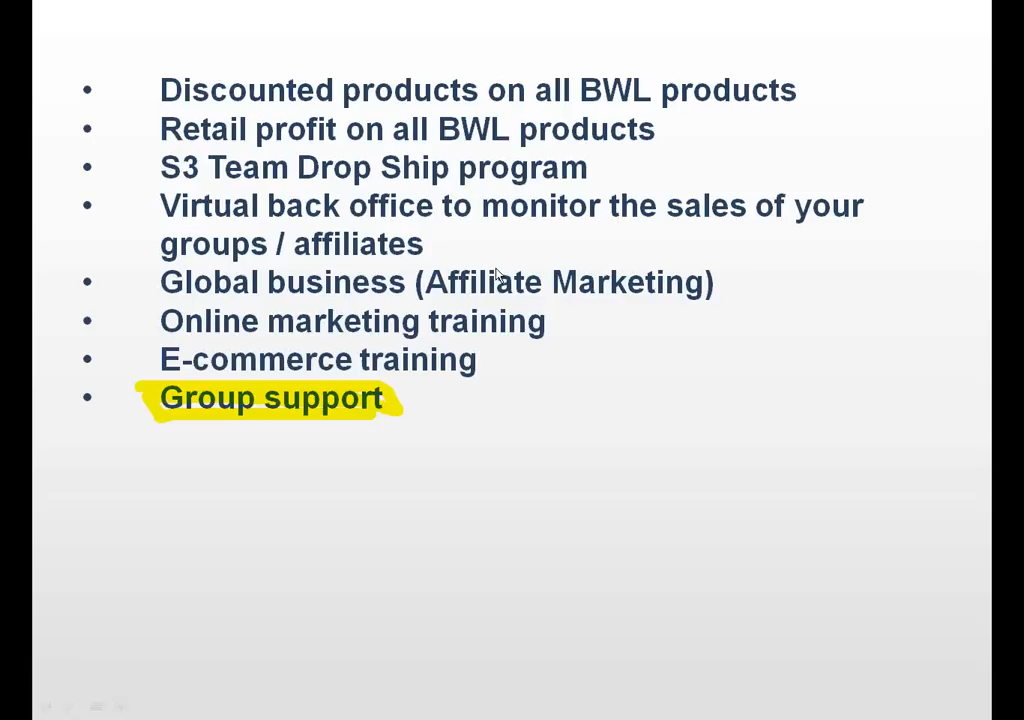 • Discounted products on all BWL products
• Retail profit on all BWL products
• S3 Team Drop Ship program
• Virtual back office to monitor the sales of your
groups / affiliates
• Global business (Affiliate Marketing)
• Online marketing training
• E-commerce training
• Group support